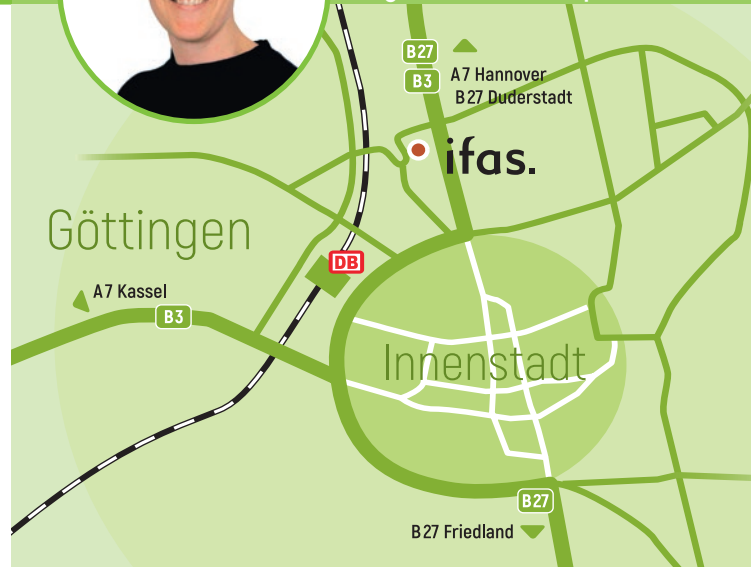 B27
B3
A7 Hannover
B27 Duderstadt
ifas.
Göttingen
DB
A7 Kassel
B3
Innenstadt
B27
B27 Friedland